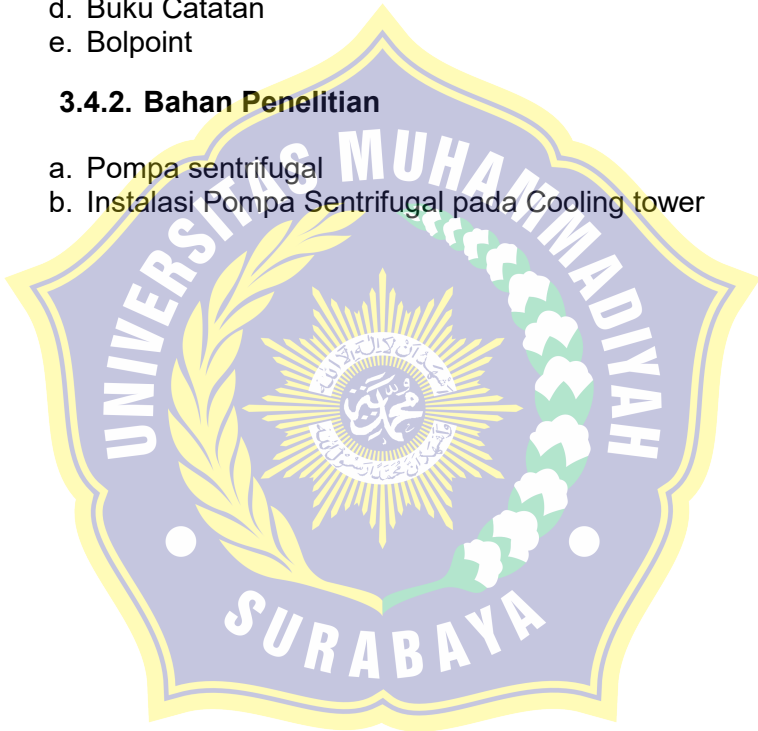 d. Buku Catatan
e. Bolpoint
3.4.2. Bahan Penelitian
a. Pompa sentrifugal
b. Instalasi Pompa Sentrifugal pada Cooling tower
UNIVERSITAS MUHAMMADIYAH
SURABAYA